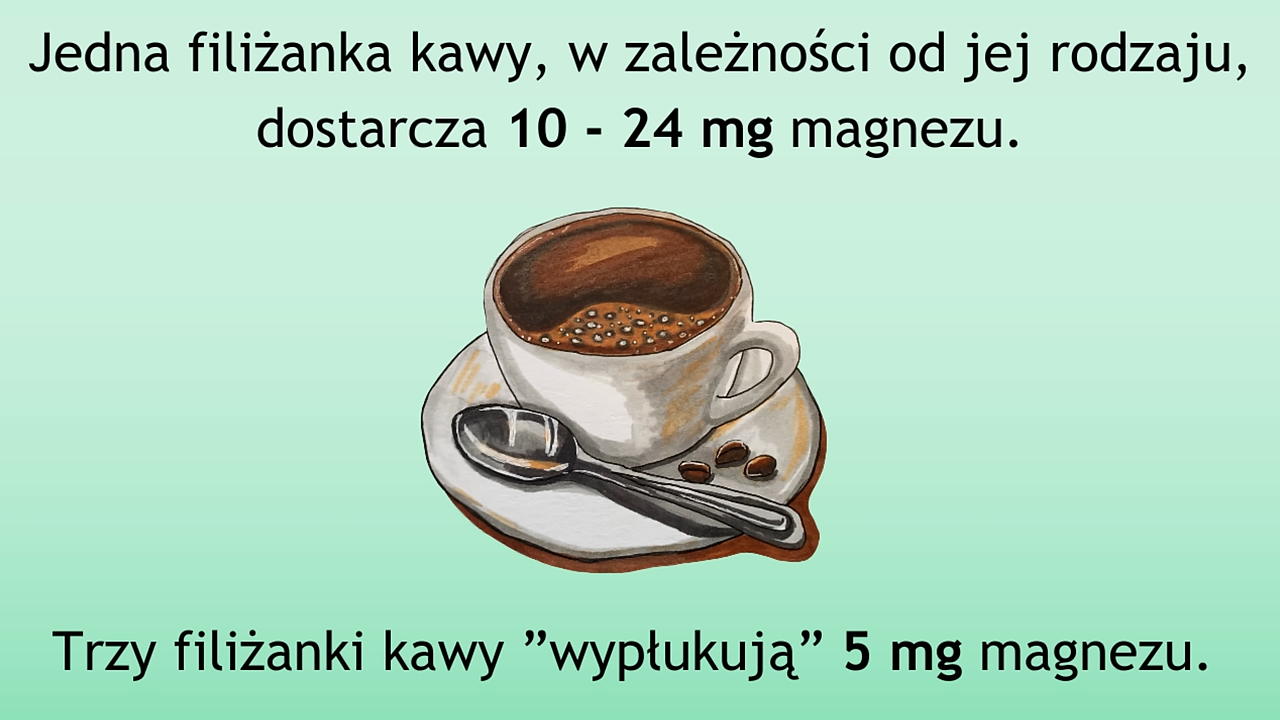 Jedna filiżanka kawy, w zależności od jej rodzaju,
dostarcza 10 - 24 mg magnezu.
Trzy filiżanki kawy ”wypłukują” 5 mg magnezu.